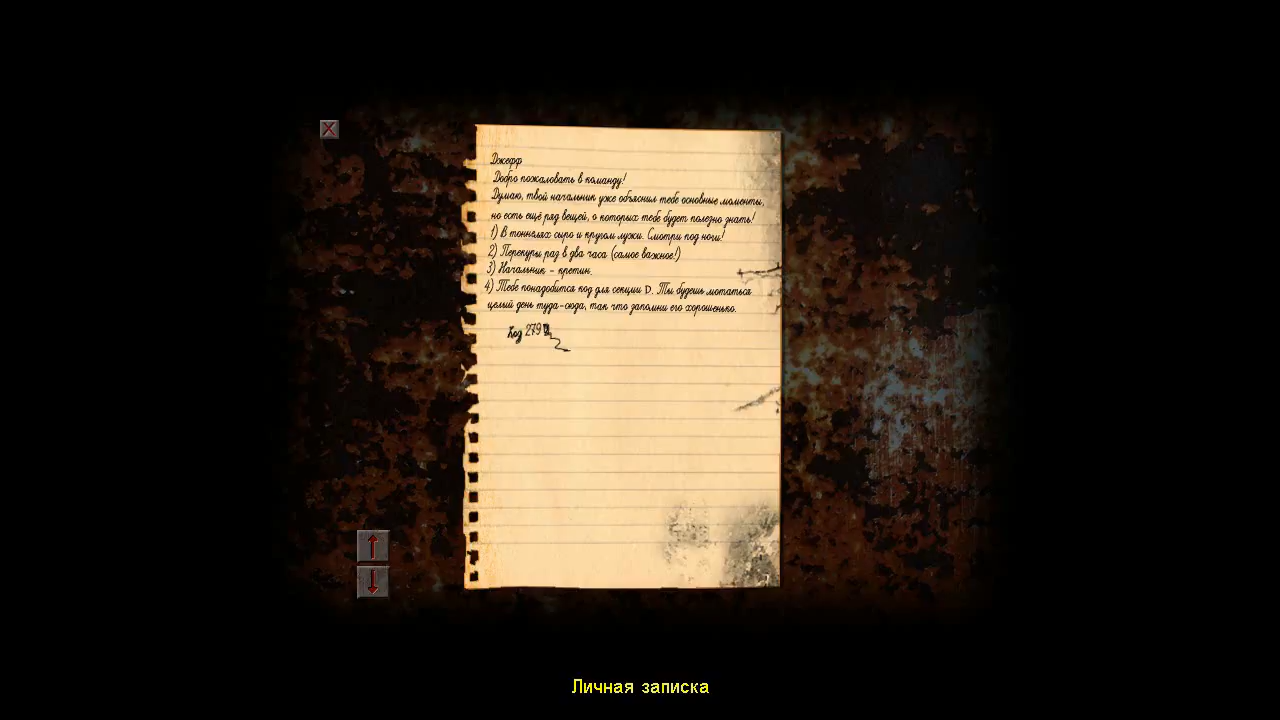 Джефф
Добро пожаловать в команду!
Думаю, твой начальник уже объяснил тебе основные моменты,
но есть ещё ряд вещей, о которых тебе будет полезно знать!
1) В тоннелях сыро и кругом лужи. Смотри под ноги!
2) Перекуры раз в два часа (самое важное!)
3) Начальник - кретин.
4) Тебе понадобится код для секции D. Ты будешь мотаться
целый день туда-сюда, так что запомни его хорошенько.
Код 279
Личная записка